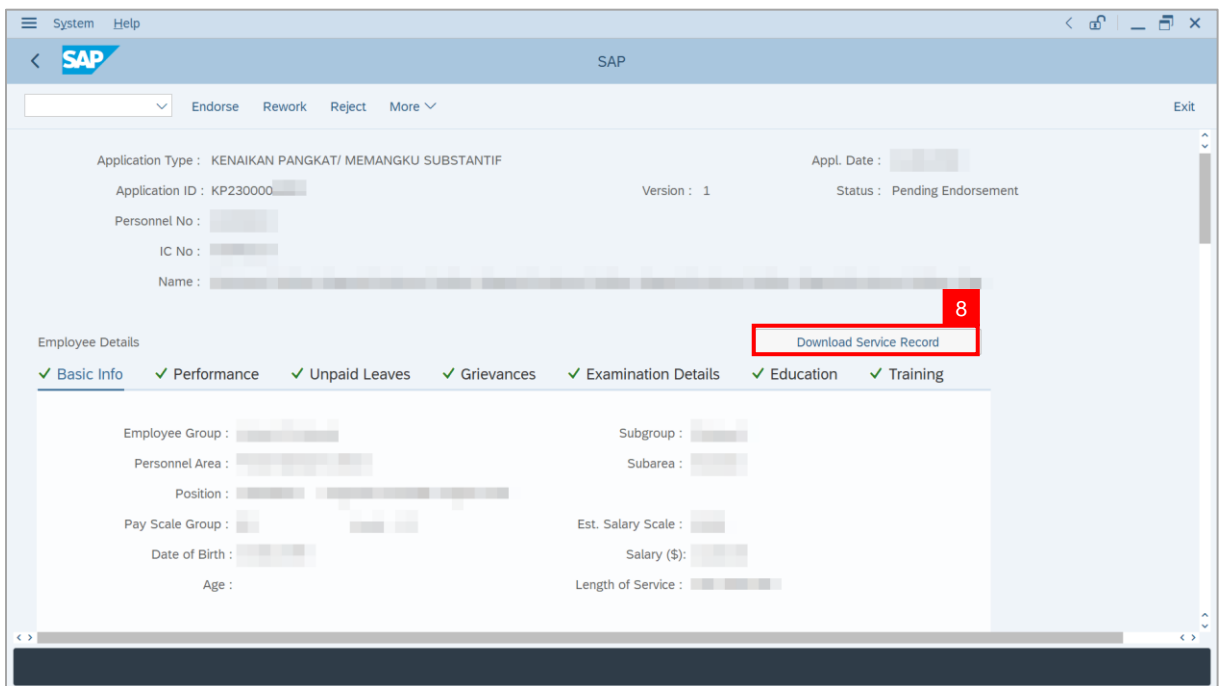 System Help
SAP SAP
Endorse Rework Reject More Exit
Application Type : KENAIKAN PANGKAT/ MEMANGKU SUBSTANTIF Appl. Date :
Application ID : KP230000 Version : 1 Status : Pending Endorsement
Personnel No :
IC No :
Name :
8
Employee Details Download Service Record
Basic Info Performance Unpaid Leaves Grievances Examination Details Education Training
Employee Group : Subgroup :
Personnel Area : Subarea :
Position :
Pay Scale Group : Est. Salary Scale :
Date of Birth : Salary ($):
Age : Length of Service :